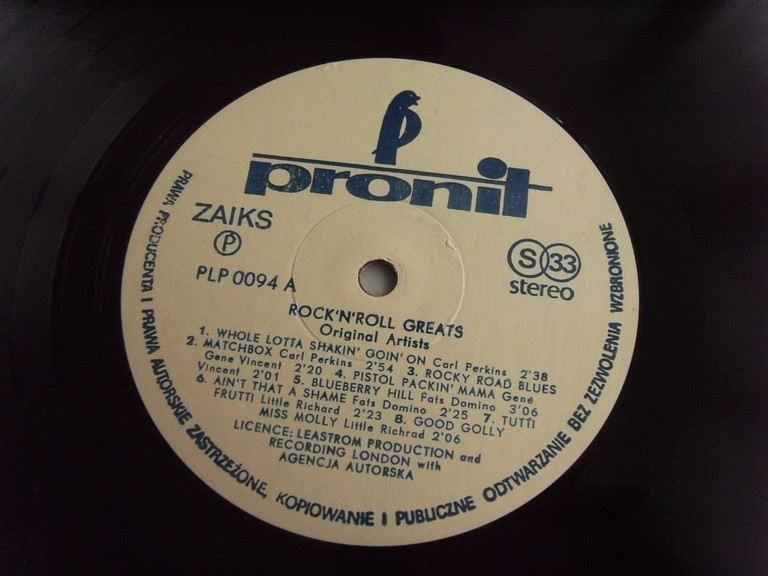 pronit
ZAIKS
P
PLP 0094 A
S 33
stereo
ROCK'N'ROLL GREATS
Original Artists
1. WHOLE LOTTA SHAKIN' GOIN' ON Carl Perkins 2'38
2. MATCHBOX Carl Perkins 2'54 3. ROCKY ROAD BLUES
Gene Vincent 2'20 4. PISTOL PACKIN' MAMA Gene
Vincent 2'01 5. BLUEBERRY HILL Fats Domino 3'06
6. AIN'T THAT A SHAME Fats Domino 2'25 7. TUTTI
FRUTTI Little Richard 2'23 8. GOOD GOLLY
MISS MOLLY Little Richrad 2'06
LICENCE: LEASTROM PRODUCTION and
RECORDING LONDON with
AGENCJA AUTORSKA
PRAWA PRODUCENTA I PRAWA AUTORSKIE ZASTRZEŻONE, KOPIOWANIE I PUBLICZNE ODTWARZANIE BEZ ZEZWOLENIA WZBRONIONE